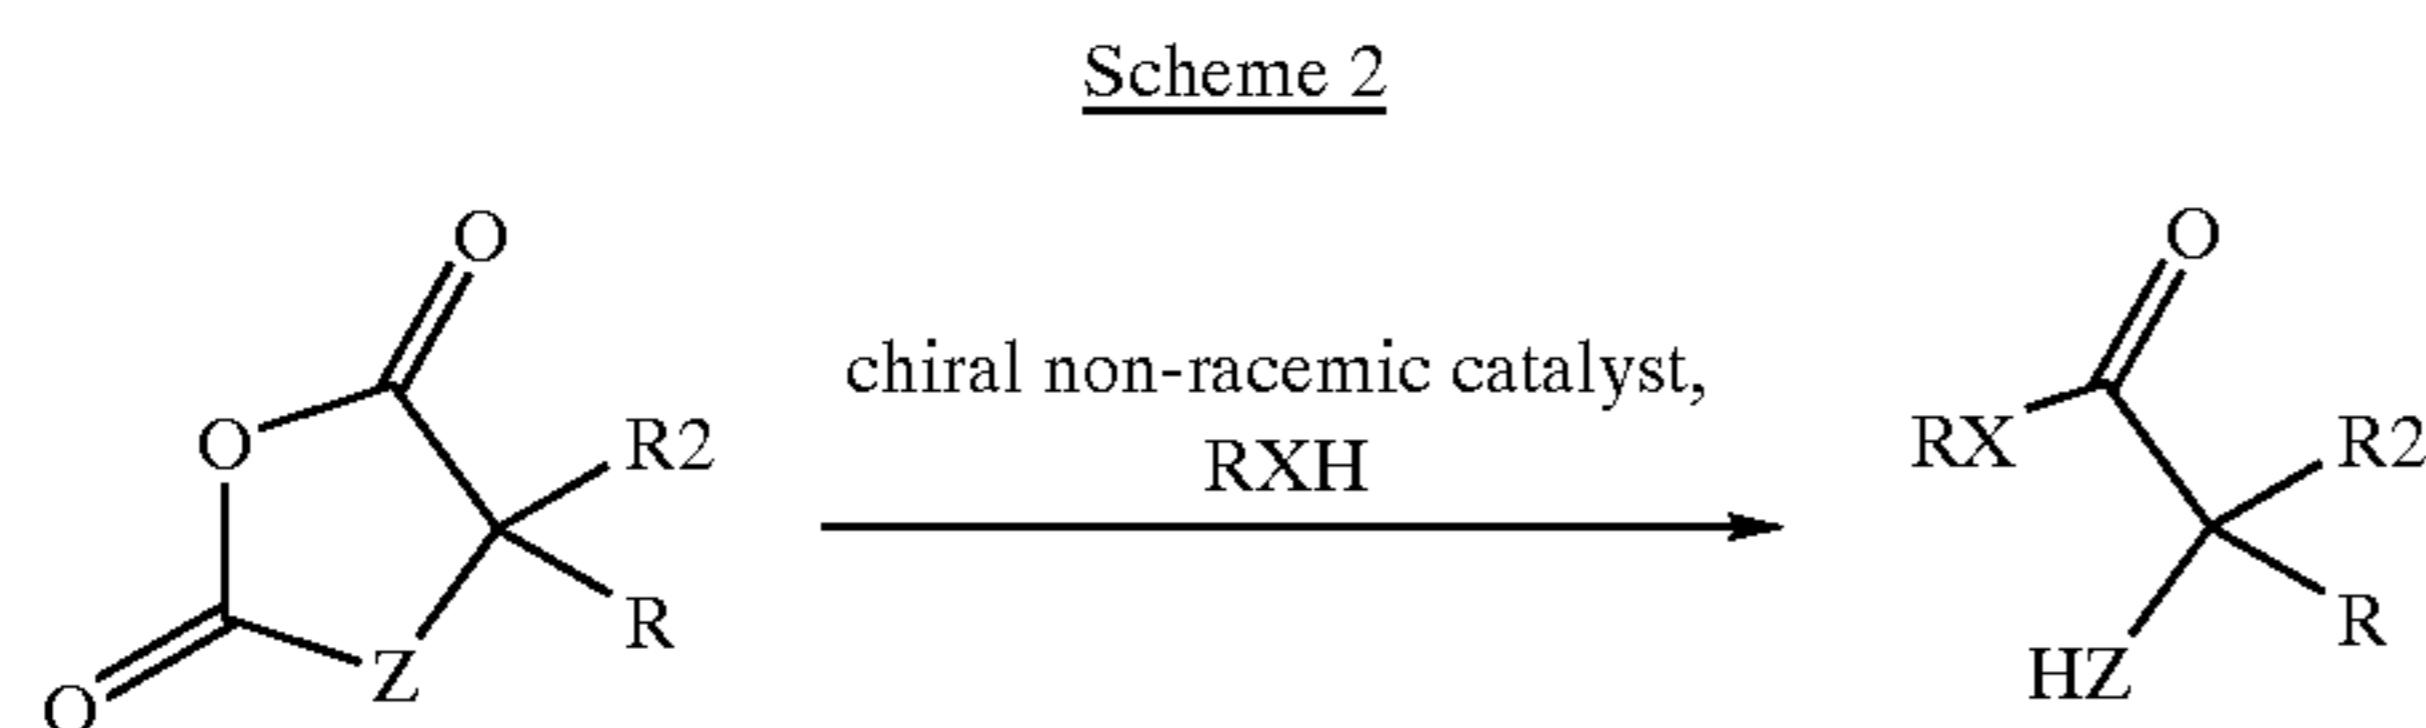 Scheme 2
O
O
chiral non-racemic catalyst,
O
R2
RXH
RX
R2
R
R
Z
HZ
O